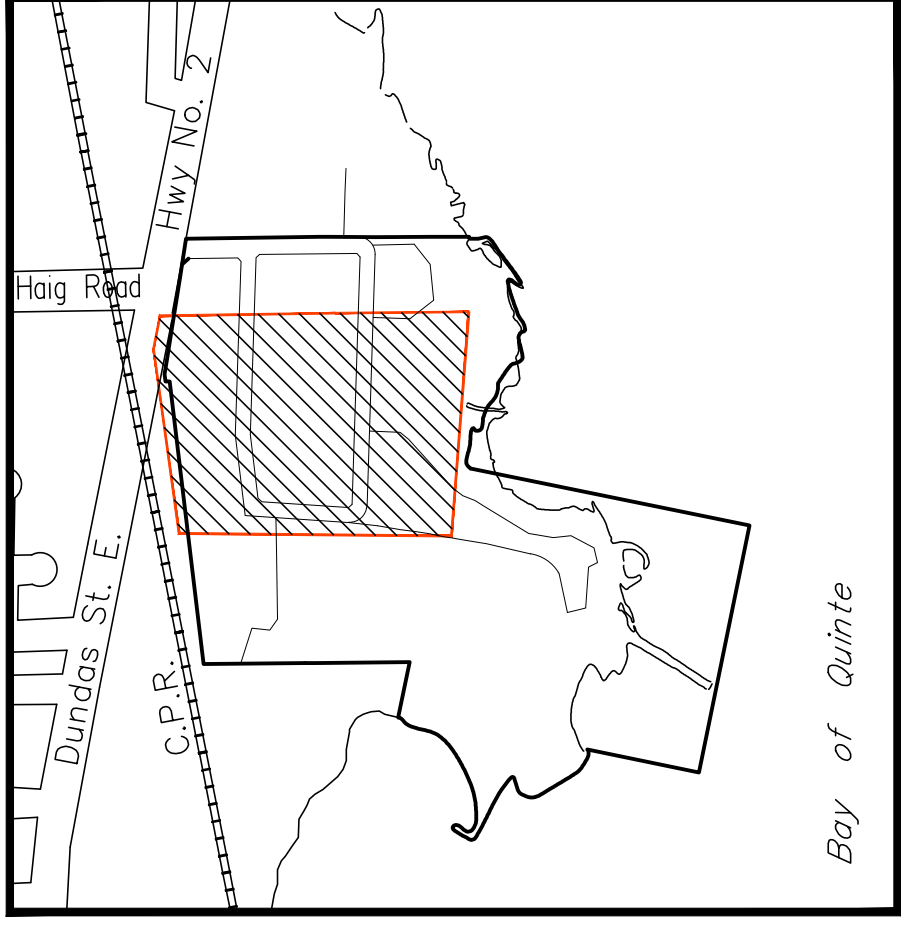 Hwy No. 2
Haig Road
Dundas St. E.
C.P.R.
Bay of Quinte